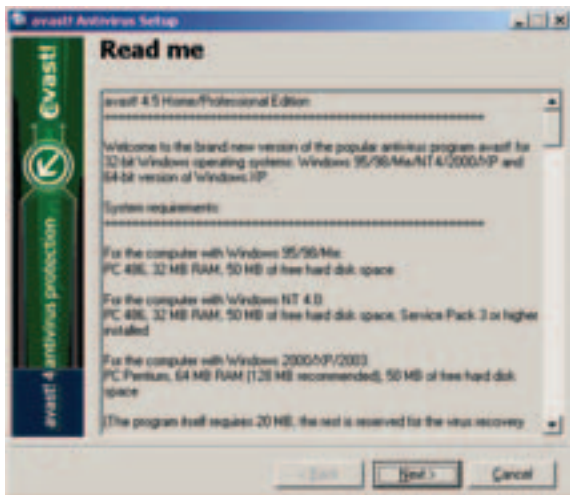 avast! Antivirus Setup
Read me
avast! 4.5 Home/Professional Edition
Welcome to the brand new version of the popular antivirus program avast! for
32-bit Windows operating systems: Windows 95/98/Me/NT4/2000/XP and
64-bit version of Windows XP.
System requirements:
For the computer with Windows 95/98/Me:
PC 486, 32 MB RAM, 50 MB of free hard disk space
For the computer with Windows NT 4.0:
PC 486, 32 MB RAM, 50 MB of free hard disk space, Service Pack 3 or higher
installed
For the computer with Windows 2000/XP/2003:
PC Pentium, 64 MB RAM (128 MB recommended), 50 MB of free hard disk
space
(The program itself requires 20 MB, the rest is reserved for the virus recovery
avast!
avast! 4 antivirus protection
< Back
Next >
Cancel